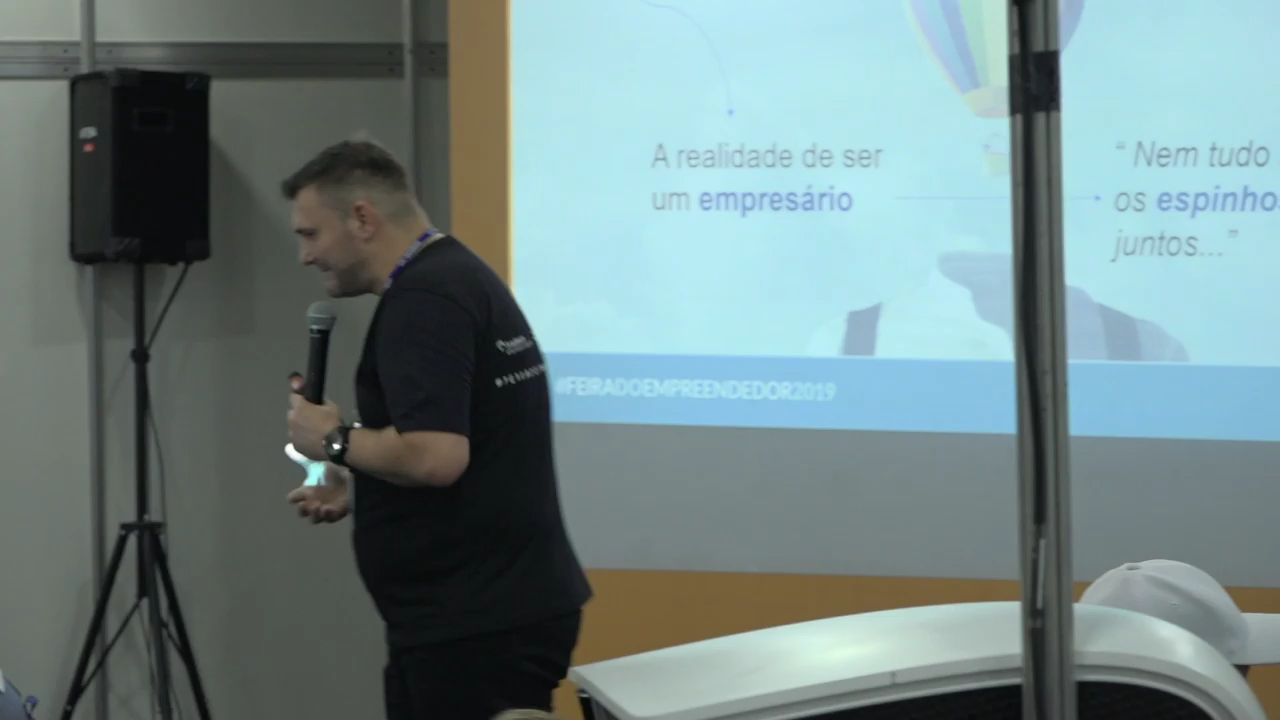 A realidade de ser
um empresário
“ Nem tudo
os espinhos
juntos...”
#FEIRADOEMPREENDEDOR2019